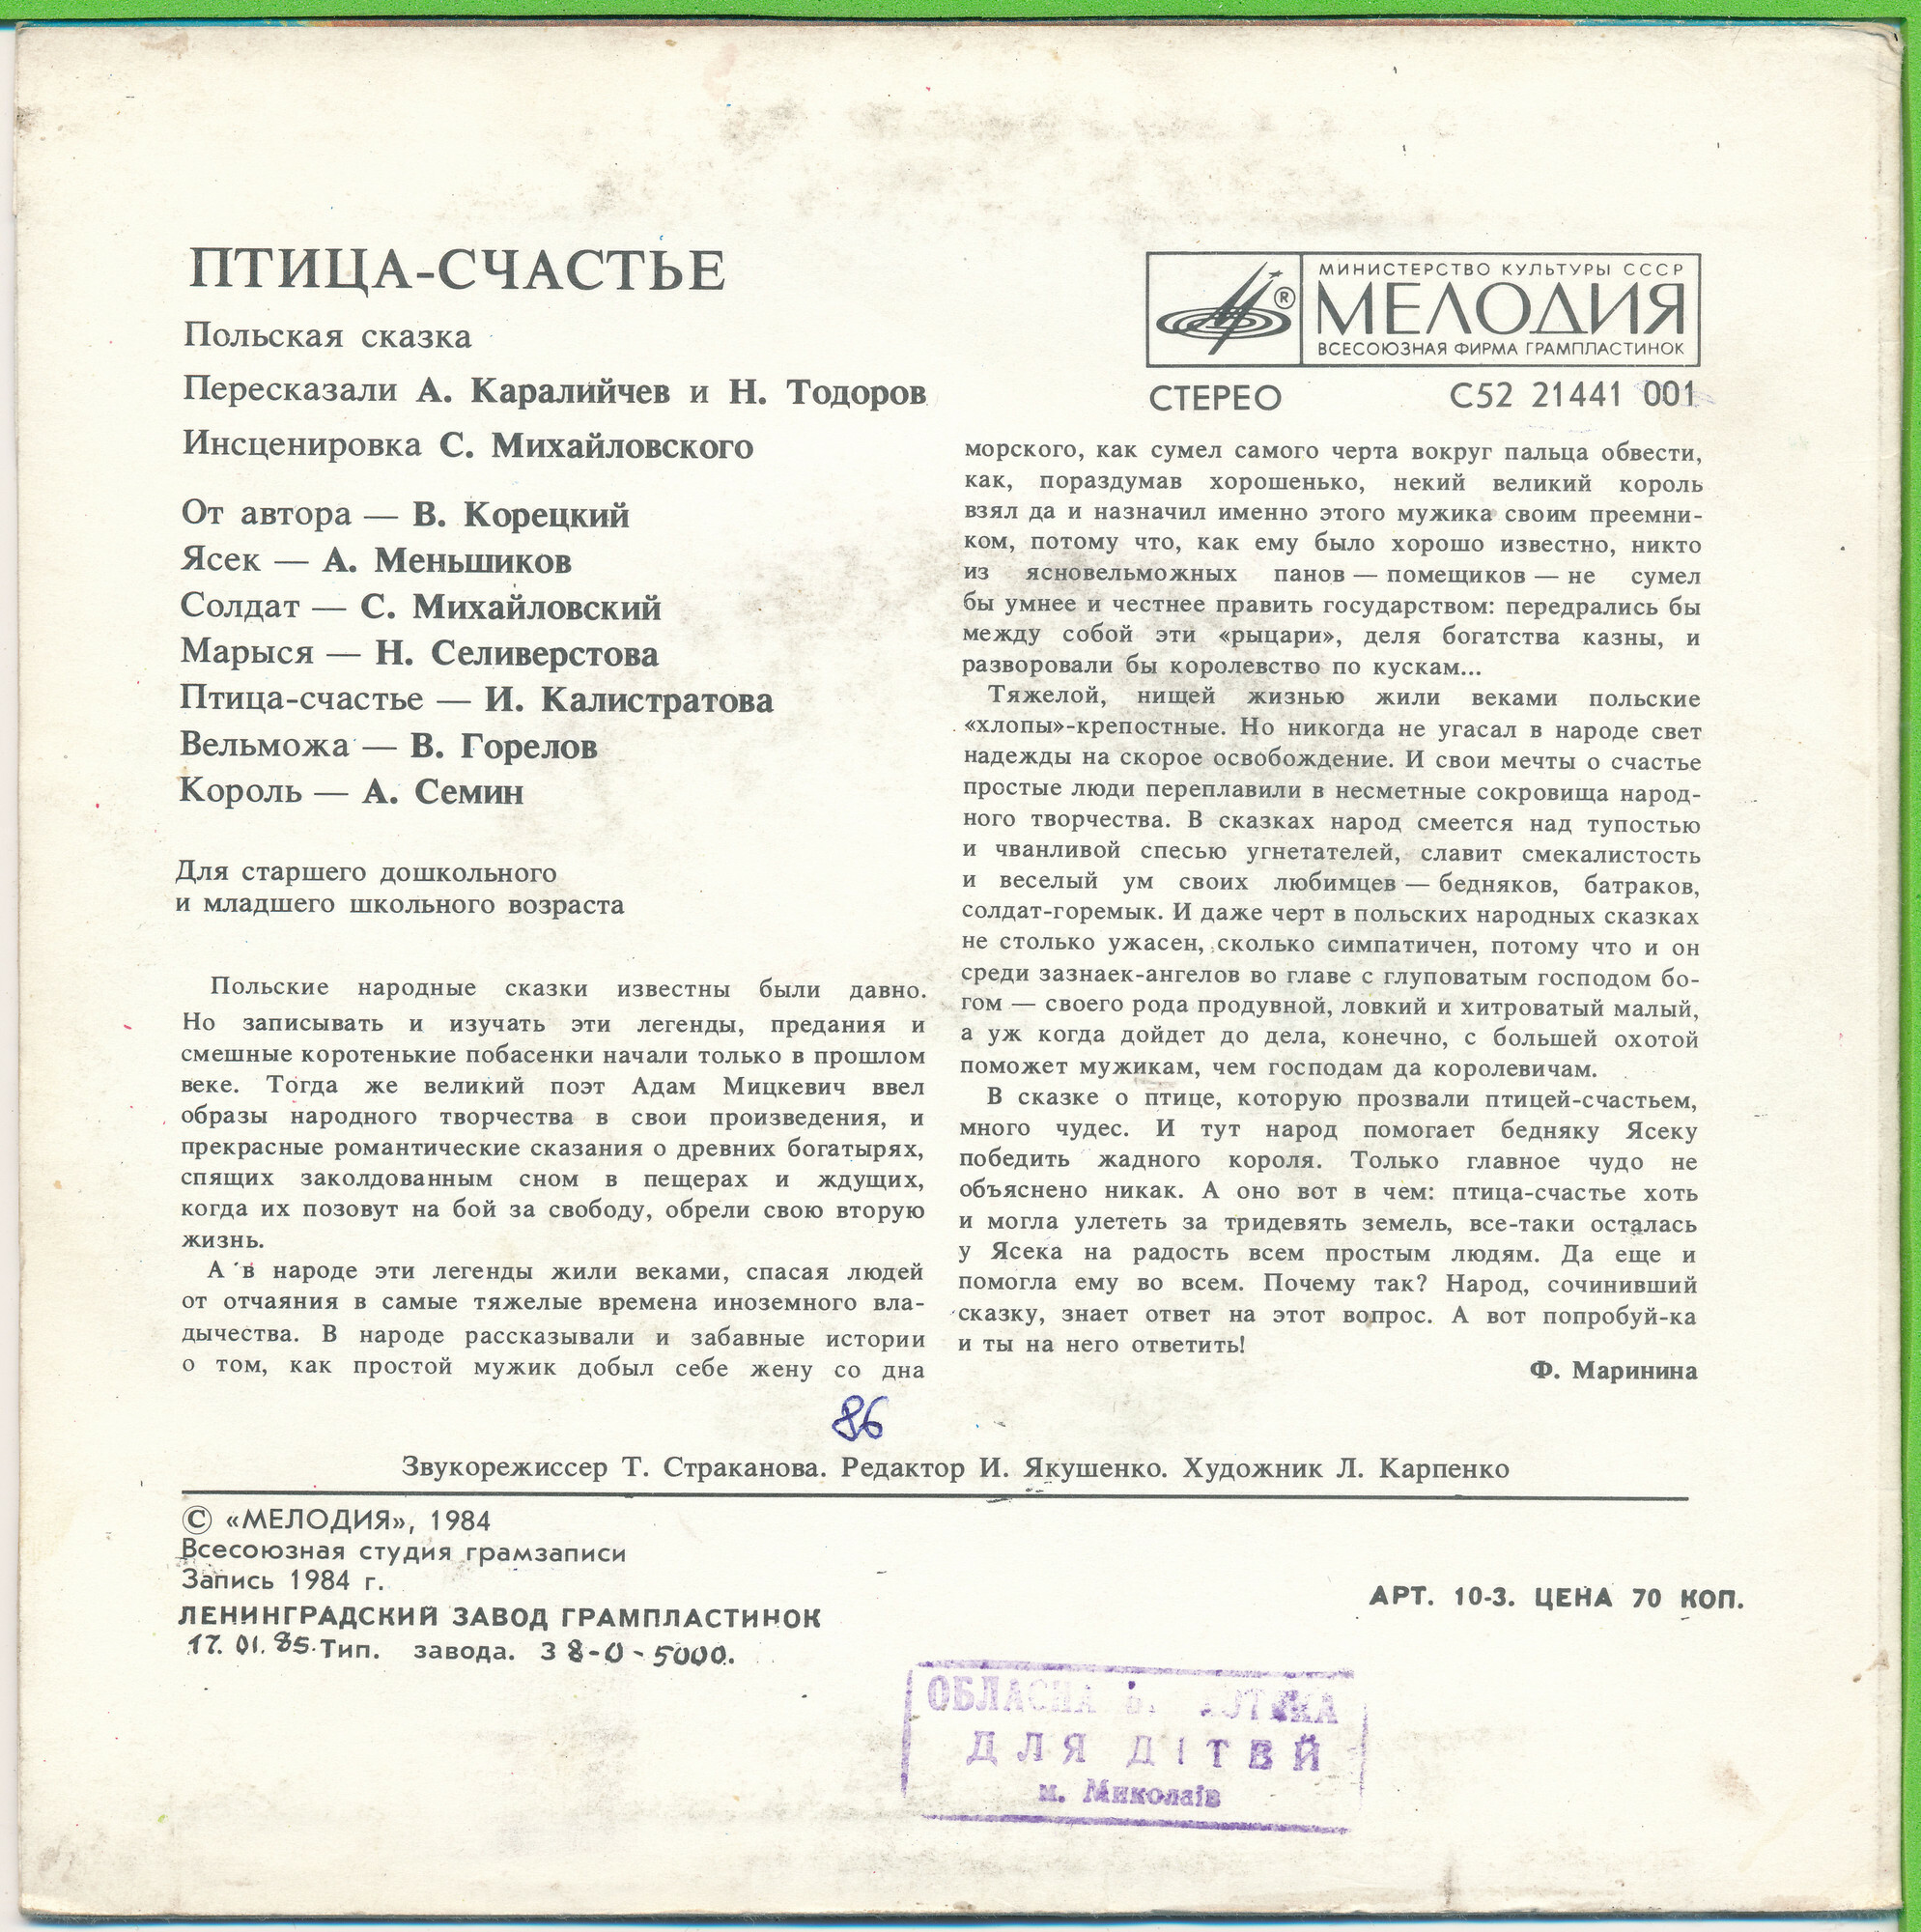 ПТИЦА-СЧАСТЬЕ
Польская сказка
Пересказали А. Каралийчев и Н. Тодоров
Инсценировка С. Михайловского
От автора — В. Корецкий
Ясек — А. Меньшиков
Солдат — С. Михайловский
Марыся — Н. Селиверстова
Птица-счастье — И. Калистратова
Вельможа — В. Горелов
Король — А. Семин
Для старшего дошкольного
и младшего школьного возраста
Польские народные сказки известны были давно.
Но записывать и изучать эти легенды, предания и
смешные коротенькие побасенки начали только в прошлом
веке. Тогда же великий поэт Адам Мицкевич ввел
образы народного творчества в свои произведения, и
прекрасные романтические сказания о древних богатырях,
спящих заколдованным сном в пещерах и ждущих,
когда их позовут на бой за свободу, обрели свою вторую
жизнь.
А в народе эти легенды жили веками, спасая людей
от отчаяния в самые тяжелые времена иноземного вла-
дычества. В народе рассказывали и забавные истории
о том, как простой мужик добыл себе жену со дна
МИНИСТЕРСТВО КУЛЬТУРЫ СССР
®
МЕЛОДИЯ
ВСЕСОЮЗНАЯ ФИРМА ГРАМПЛАСТИНОК
СТЕРЕО С52 21441 001
морского, как сумел самого черта вокруг пальца обвести,
как, пораздумав хорошенько, некий великий король
взял да и назначил именно этого мужика своим преемни-
ком, потому что, как ему было хорошо известно, никто
из ясновельможных панов — помещиков — не сумел
бы умнее и честнее править государством: передрались бы
между собой эти «рыцари», деля богатства казны, и
разворовали бы королевство по кускам...
Тяжелой, нищей жизнью жили веками польские
«хлопы»-крепостные. Но никогда не угасал в народе свет
надежды на скорое освобождение. И свои мечты о счастье
простые люди переплавили в несметные сокровища народ-
ного творчества. В сказках народ смеется над тупостью
и чванливой спесью угнетателей, славит смекалистость
и веселый ум своих любимцев — бедняков, батраков,
солдат-горемык. И даже черт в польских народных сказках
не столько ужасен, сколько симпатичен, потому что и он
среди зазнаек-ангелов во главе с глуповатым господом бо-
гом — своего рода продувной, ловкий и хитроватый малый,
а уж когда дойдет до дела, конечно, с большей охотой
поможет мужикам, чем господам да королевичам.
В сказке о птице, которую прозвали птицей-счастьем,
много чудес. И тут народ помогает бедняку Ясеку
победить жадного короля. Только главное чудо не
объяснено никак. А оно вот в чем: птица-счастье хоть
и могла улететь за тридевять земель, все-таки осталась
у Ясека на радость всем простым людям. Да еще и
помогла ему во всем. Почему так? Народ, сочинивший
сказку, знает ответ на этот вопрос. А вот попробуй-ка
и ты на него ответить!
Ф. Маринина
86
Звукорежиссер Т. Страканова. Редактор И. Якушенко. Художник Л. Карпенко
© «МЕЛОДИЯ», 1984
Всесоюзная студия грамзаписи
Запись 1984 г.
ЛЕНИНГРАДСКИЙ ЗАВОД ГРАМПЛАСТИНОК
17. 01. 85. Тип. завода. З 8-0-5000.
АРТ. 10-3. ЦЕНА 70 КОП.
ОБЛАСНА
ДЛЯ ДІТЕЙ
м. Миколаїв